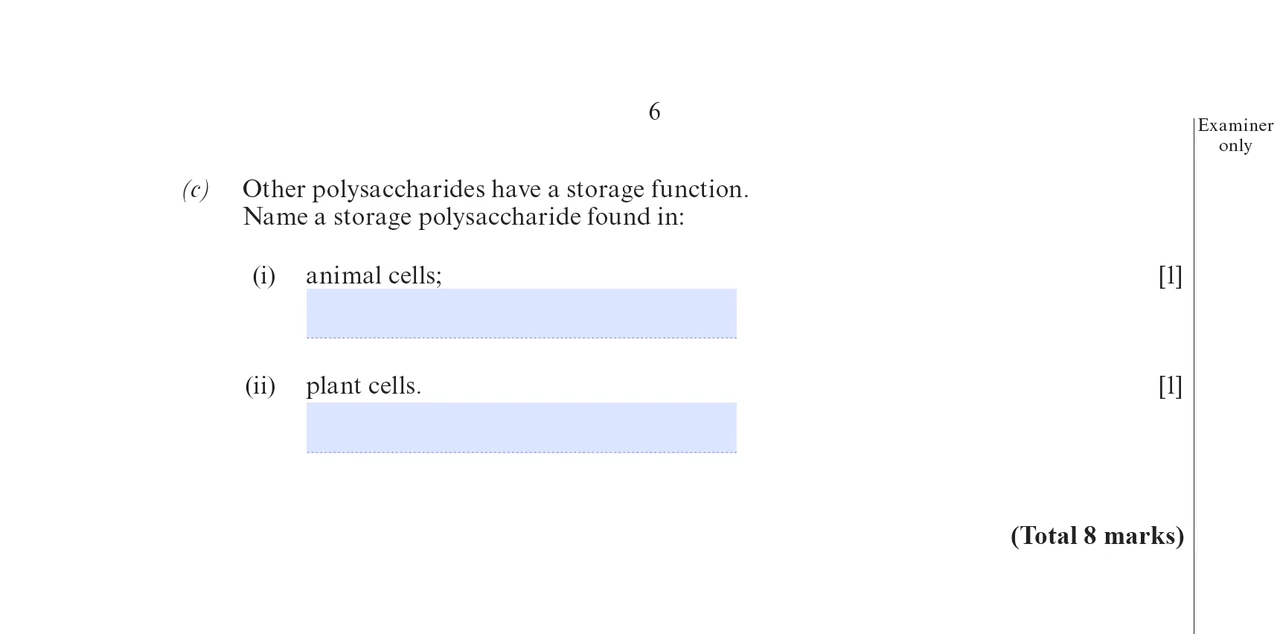 6
Examiner
only
(c) Other polysaccharides have a storage function.
Name a storage polysaccharide found in:
(i) animal cells; [1]
(ii) plant cells. [1]
(Total 8 marks)